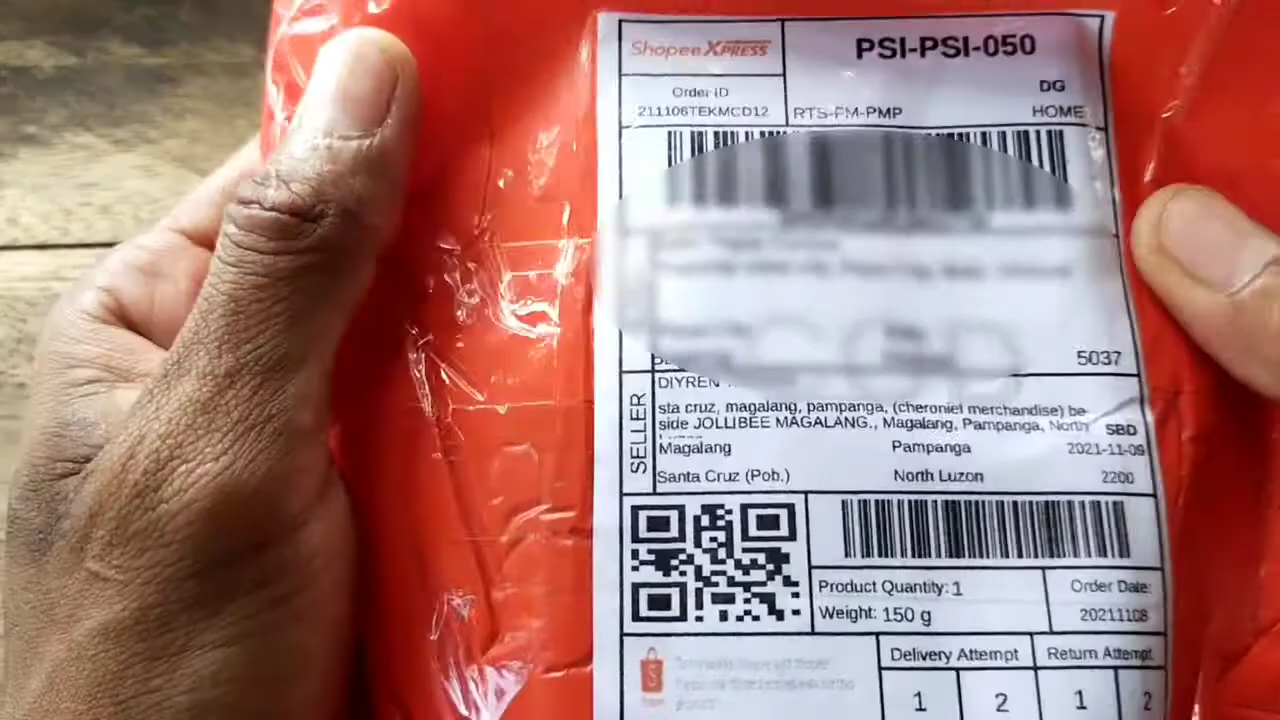 Shopee XPRESS
PSI-PSI-050
DG
Order ID
211106TEKMCD12
RTS-PM-PMP
HOME
5037
DIYREN
SELLER
sta cruz, magalang, pampanga, (cheroniel merchandise) be-
side JOLLIBEE MAGALANG., Magalang, Pampanga, North
SBD
Magalang Pampanga 2021-11-09
Santa Cruz (Pob.) North Luzon 2200
Product Quantity: 1
Order Date:
Weight: 150 g
20211108
Delivery Attempt Return Attempt
1 2 1 2